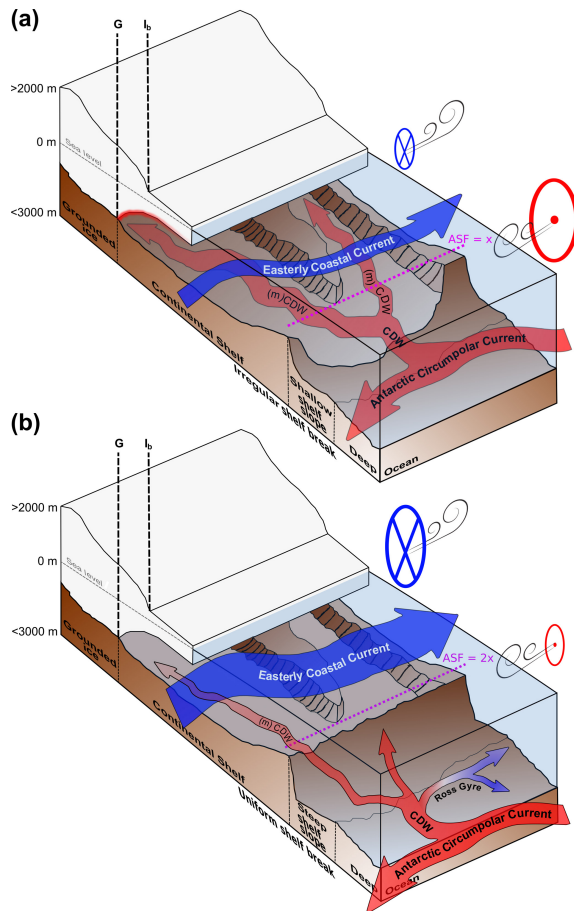 (a)
G
Ib
>2000 m
0 m
Sea level
<3000 m
Grounded
ice
Continental Shelf
Irregular shelf break
Shallow
shelf
slope
Deep
Ocean
ASF = x
Easterly Coastal Current
(m)CDW
(m) CDW
CDW
Antarctic Circumpolar Current
(b)
G
Ib
>2000 m
0 m
Sea level
<3000 m
Grounded
ice
Continental Shelf
Uniform shelf break
Steep
shelf
slope
Deep
Ocean
ASF = 2x
Easterly Coastal Current
(m) CDW
CDW
Ross Gyre
Antarctic Circumpolar Current